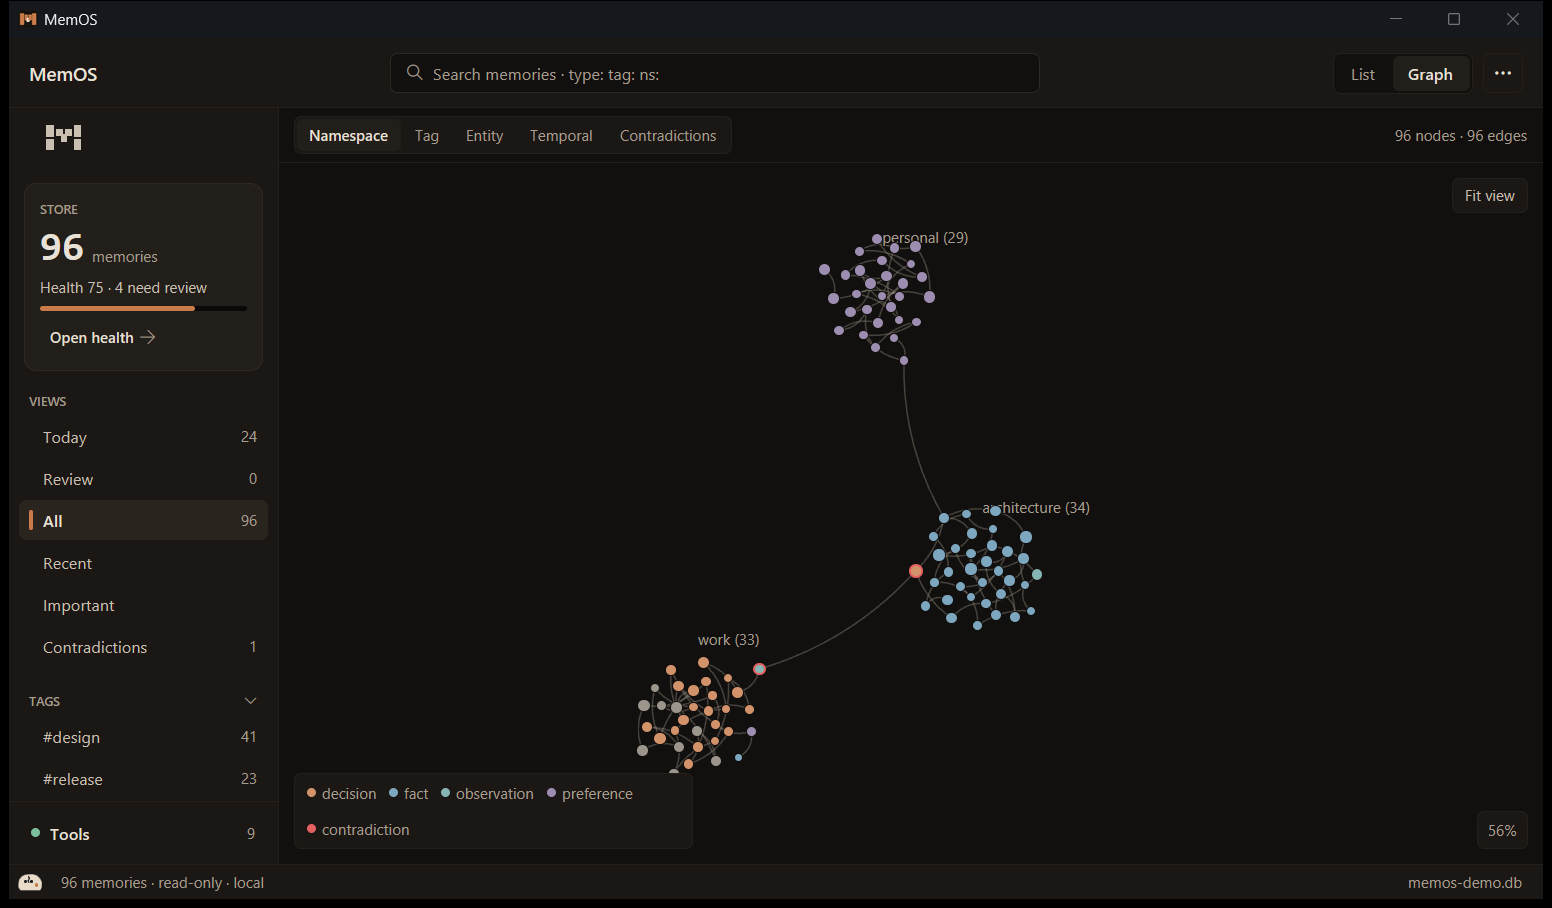 MemOS
MemOS
Search memories · type: tag: ns:
List
Graph
Namespace
Tag
Entity
Temporal
Contradictions
96 nodes · 96 edges
STORE
96 memories
Health 75 · 4 need review
Open health
Fit view
VIEWS
Today 24
Review 0
All 96
Recent
Important
Contradictions 1
TAGS
#design 41
#release 23
Tools 9
personal (29)
architecture (34)
work (33)
decision
fact
observation
preference
contradiction
56%
96 memories · read-only · local
memos-demo.db